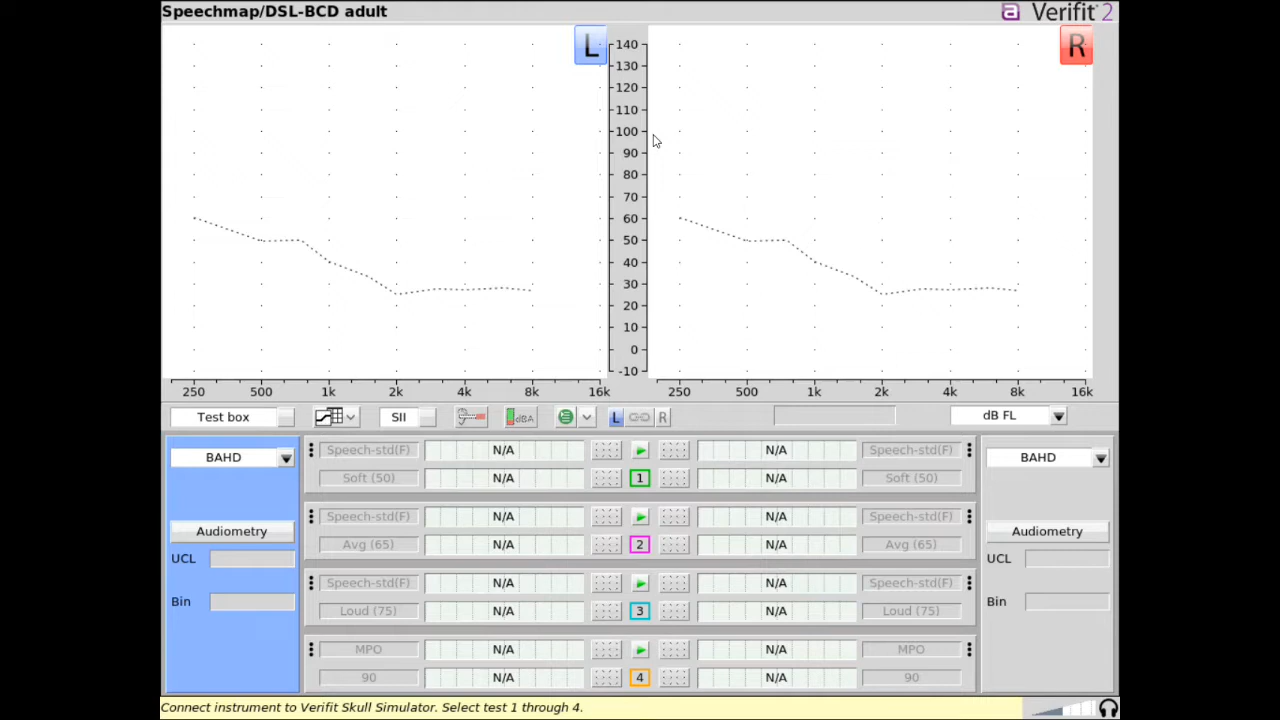 Speechmap/DSL-BCD adult
a Verifit 2
L
R
140
130
120
110
100
90
80
70
60
50
40
30
20
10
0
-10
250 500 1k 2k 4k 8k 16k
250 500 1k 2k 4k 8k 16k
Test box
SII
dBA
L
R
dB FL
BAHD
Audiometry
UCL
Bin
Speech-std(F) N/A N/A Speech-std(F)
Soft (50) N/A 1 N/A Soft (50)
Speech-std(F) N/A N/A Speech-std(F)
Avg (65) N/A 2 N/A Avg (65)
Speech-std(F) N/A N/A Speech-std(F)
Loud (75) N/A 3 N/A Loud (75)
MPO N/A N/A MPO
90 N/A 4 N/A 90
BAHD
Audiometry
UCL
Bin
Connect instrument to Verifit Skull Simulator. Select test 1 through 4.